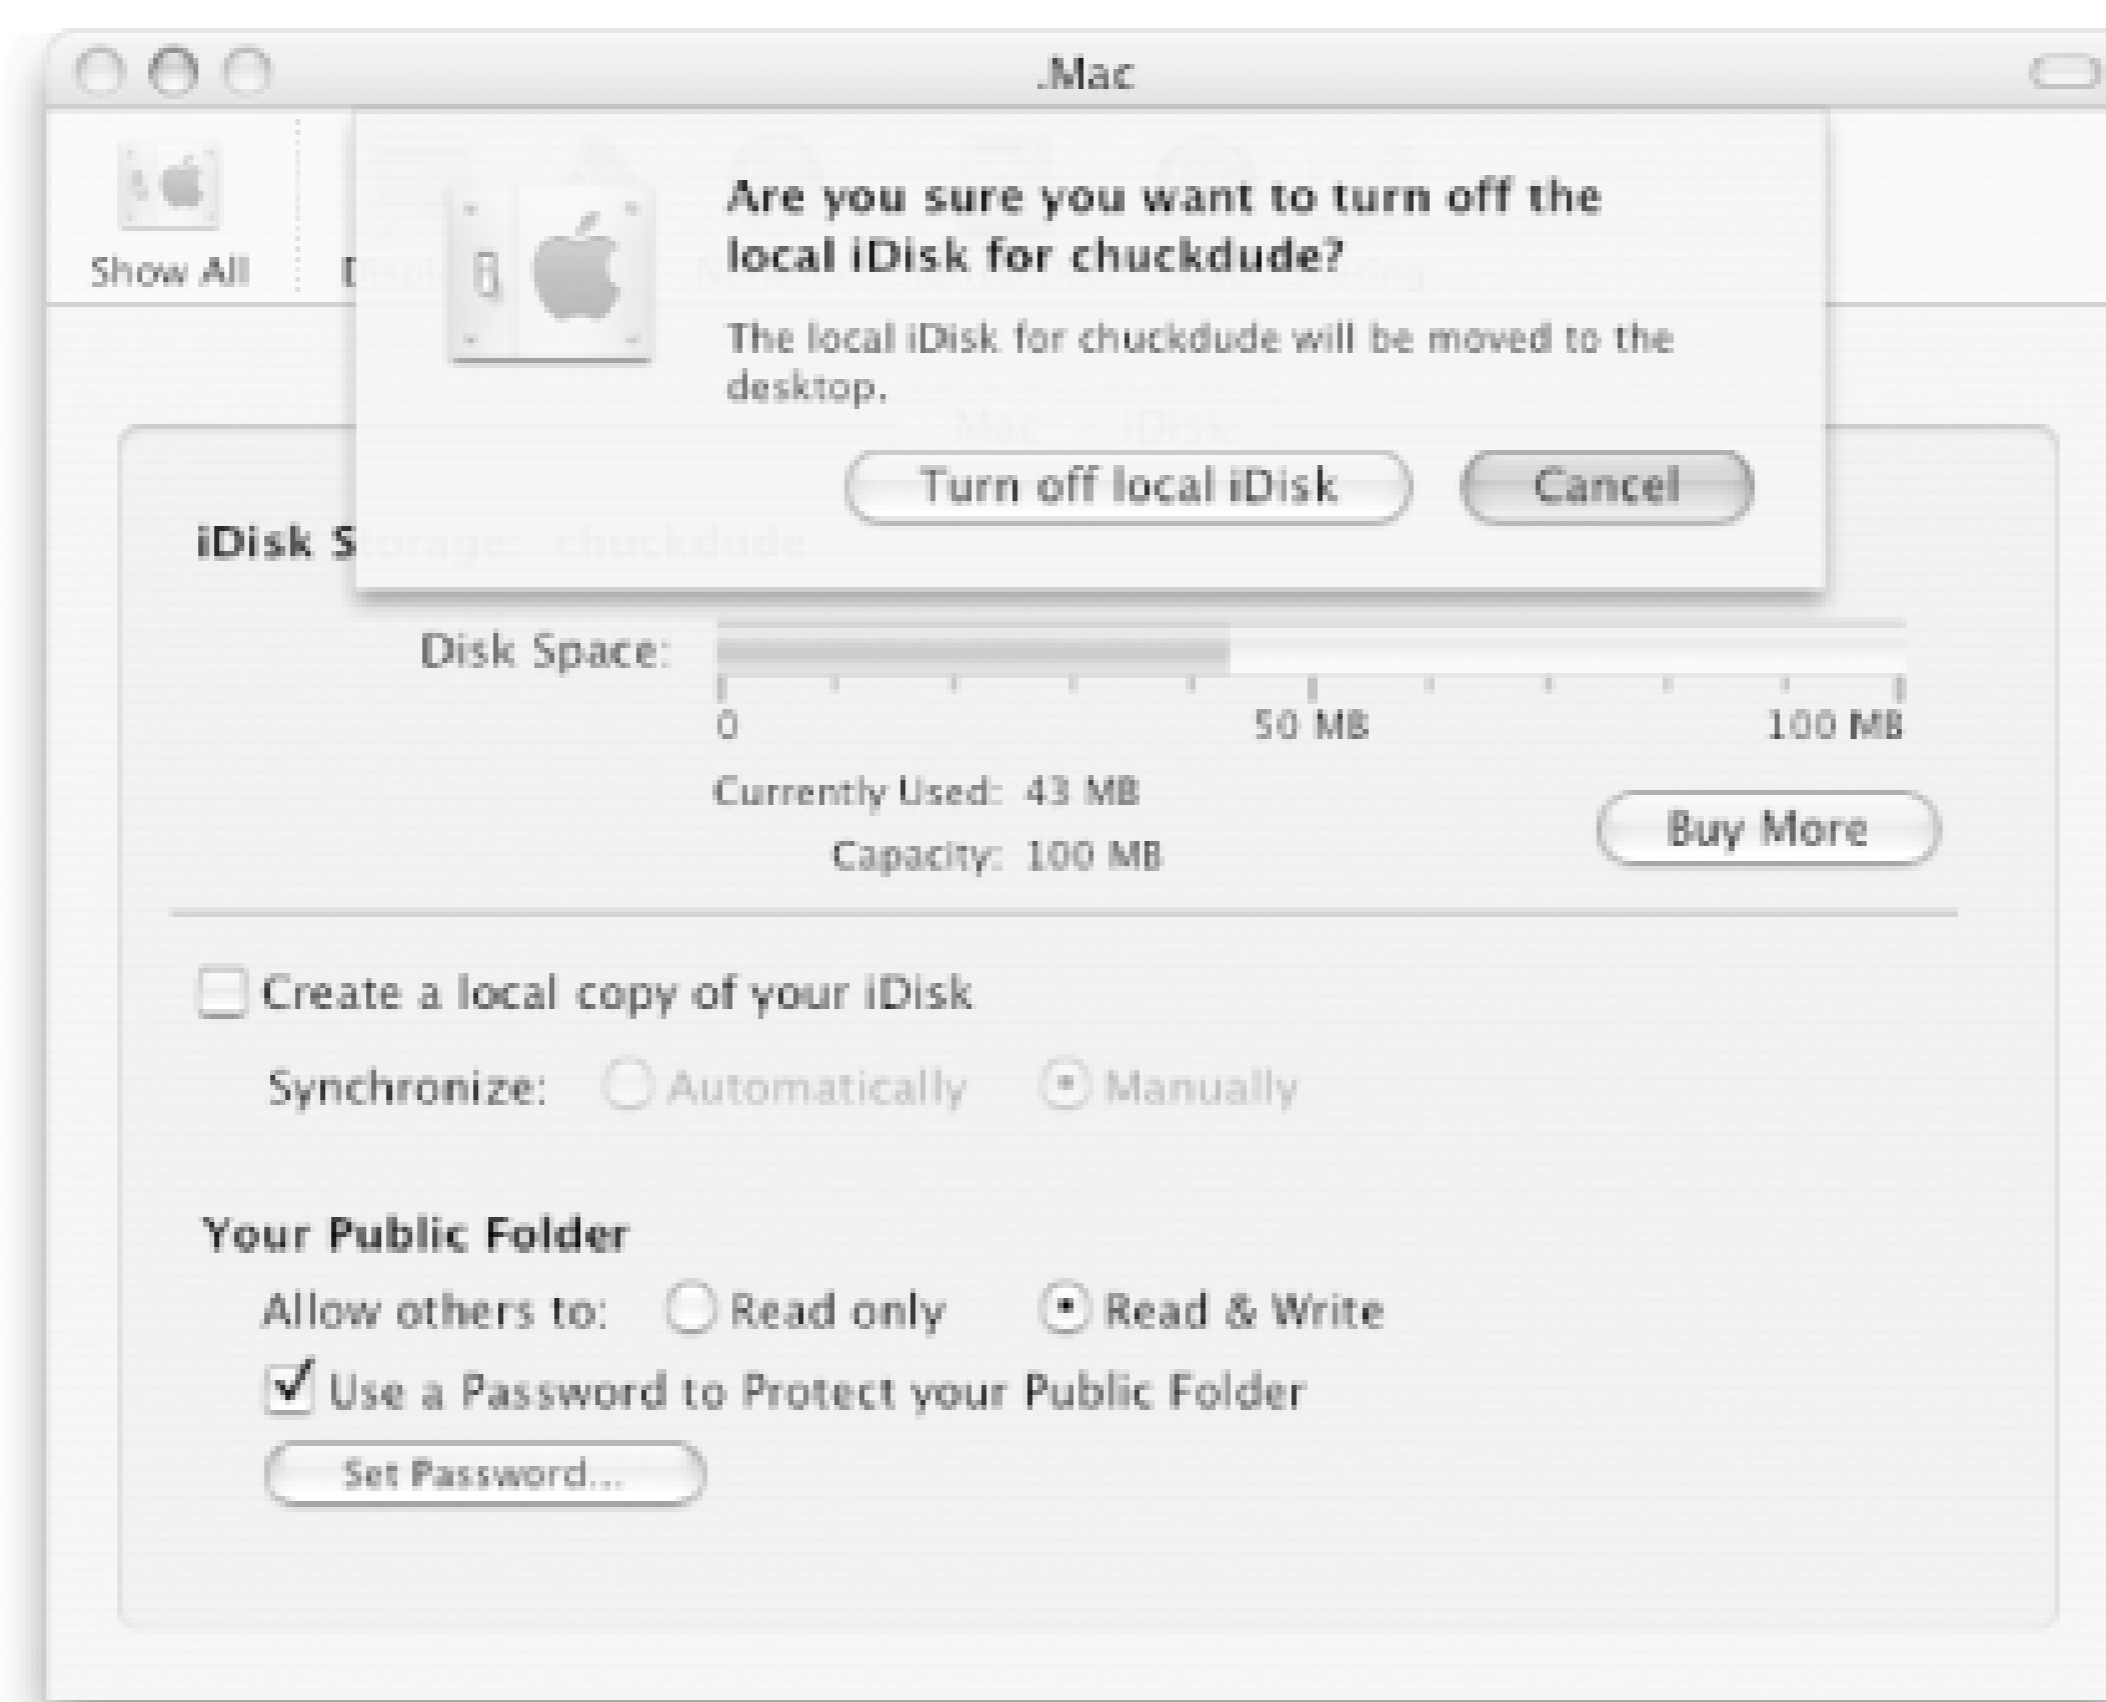 .Mac
Show All
Are you sure you want to turn off the
local iDisk for chuckdude?
The local iDisk for chuckdude will be moved to the
desktop.
Mac iDisk
Turn off local iDisk Cancel
iDisk Storage: chuckdude
Disk Space:
0 50 MB 100 MB
Currently Used: 43 MB
Capacity: 100 MB
Buy More
Create a local copy of your iDisk
Synchronize: Automatically Manually
Your Public Folder
Allow others to: Read only Read & Write
Use a Password to Protect your Public Folder
Set Password...